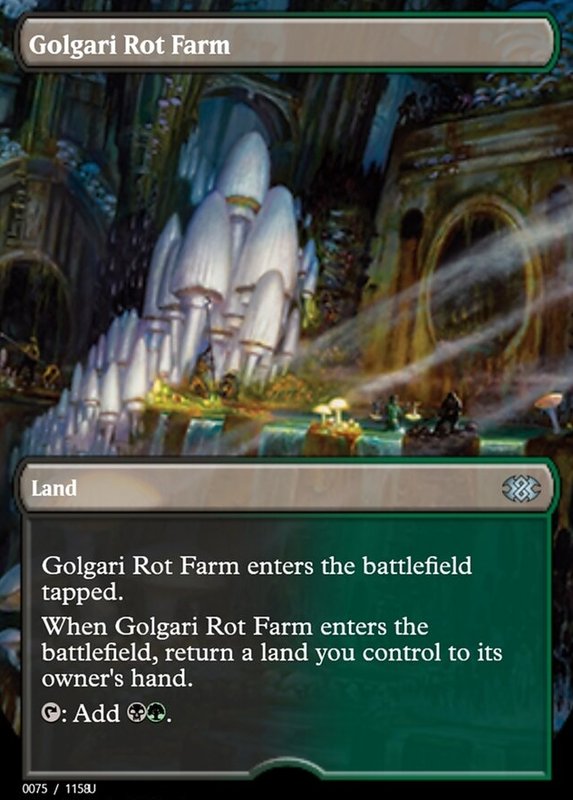 Golgari Rot Farm
Land
Golgari Rot Farm enters the battlefield
tapped.
When Golgari Rot Farm enters the
battlefield, return a land you control to its
owner's hand.
: Add .
0075 / 1158U